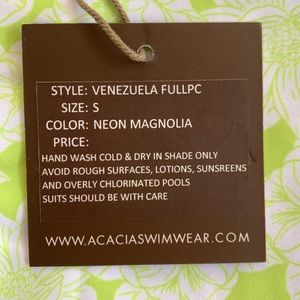 STYLE: VENEZUELA FULLPC
SIZE: S
COLOR: NEON MAGNOLIA
PRICE:
HAND WASH COLD & DRY IN SHADE ONLY
AVOID ROUGH SURFACES, LOTIONS, SUNSREENS
AND OVERLY CHLORINATED POOLS
SUITS SHOULD BE WITH CARE
WWW.ACACIASWIMWEAR.COM